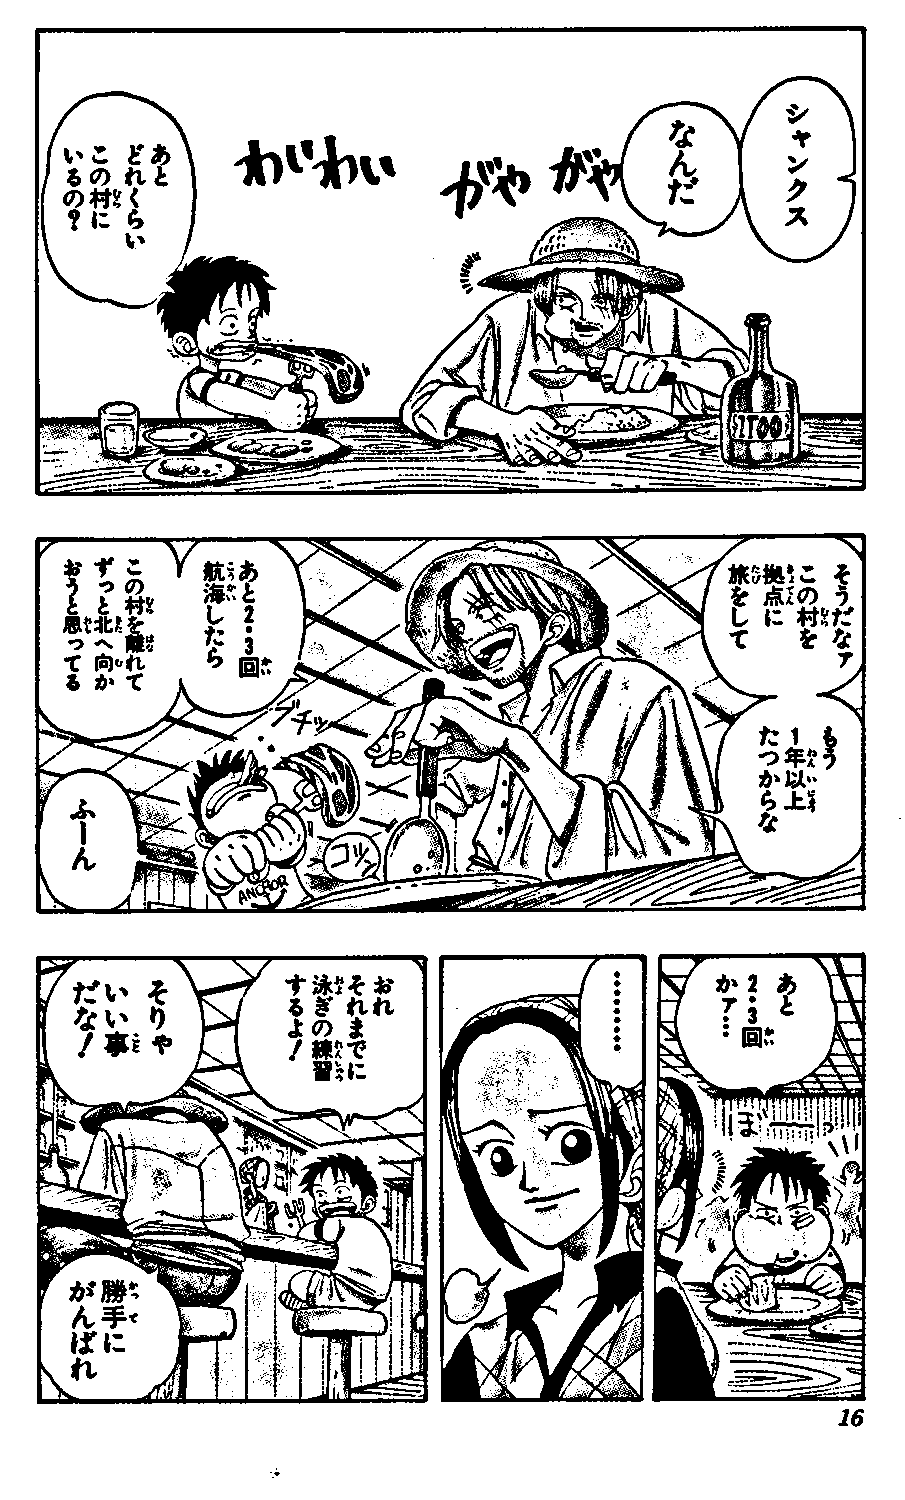 シャンクス
なんだ
がやがや
わいわい
あと
どれくらい
この村に
いるの?
$2TOO$
そうだなァ
この村を
拠点に
旅をして
もう
1年以上
たつからな
あと2・3回
航海したら
この村を離れて
ずっと北へ向か
おうと思ってる
ブチッ
コツン
ANCHOR
ふーん
あと
2・3回
かァ…
ぼーっ
………
おれ
それまでに
泳ぎの練習
するよ!
そりゃ
いい事
だな!
勝手に
がんばれ
16